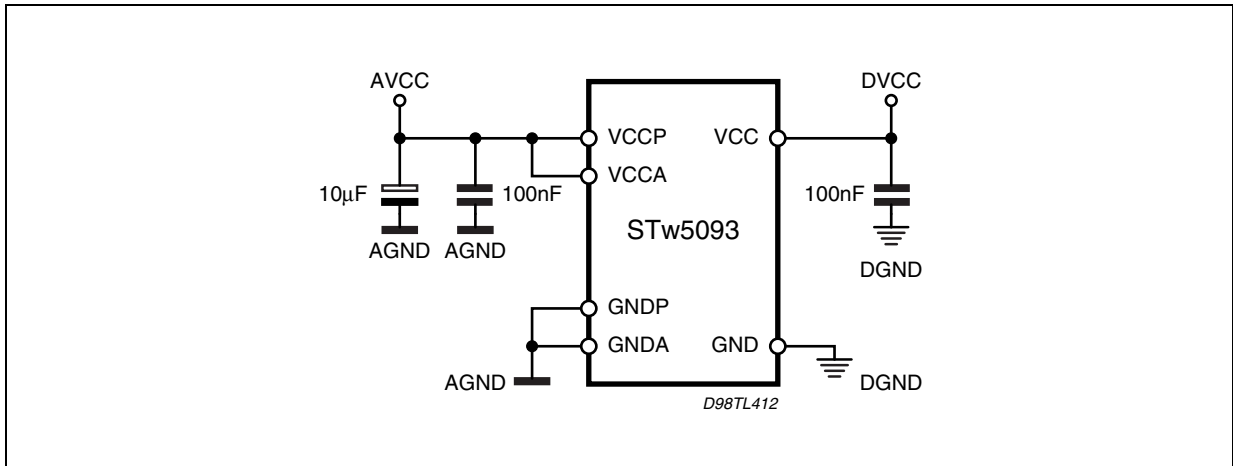 AVCC
DVCC
VCCP
VCC
VCCA
10μF
100nF
100nF
STw5093
AGND
AGND
DGND
GNDP
GNDA
GND
AGND
DGND
D98TL412